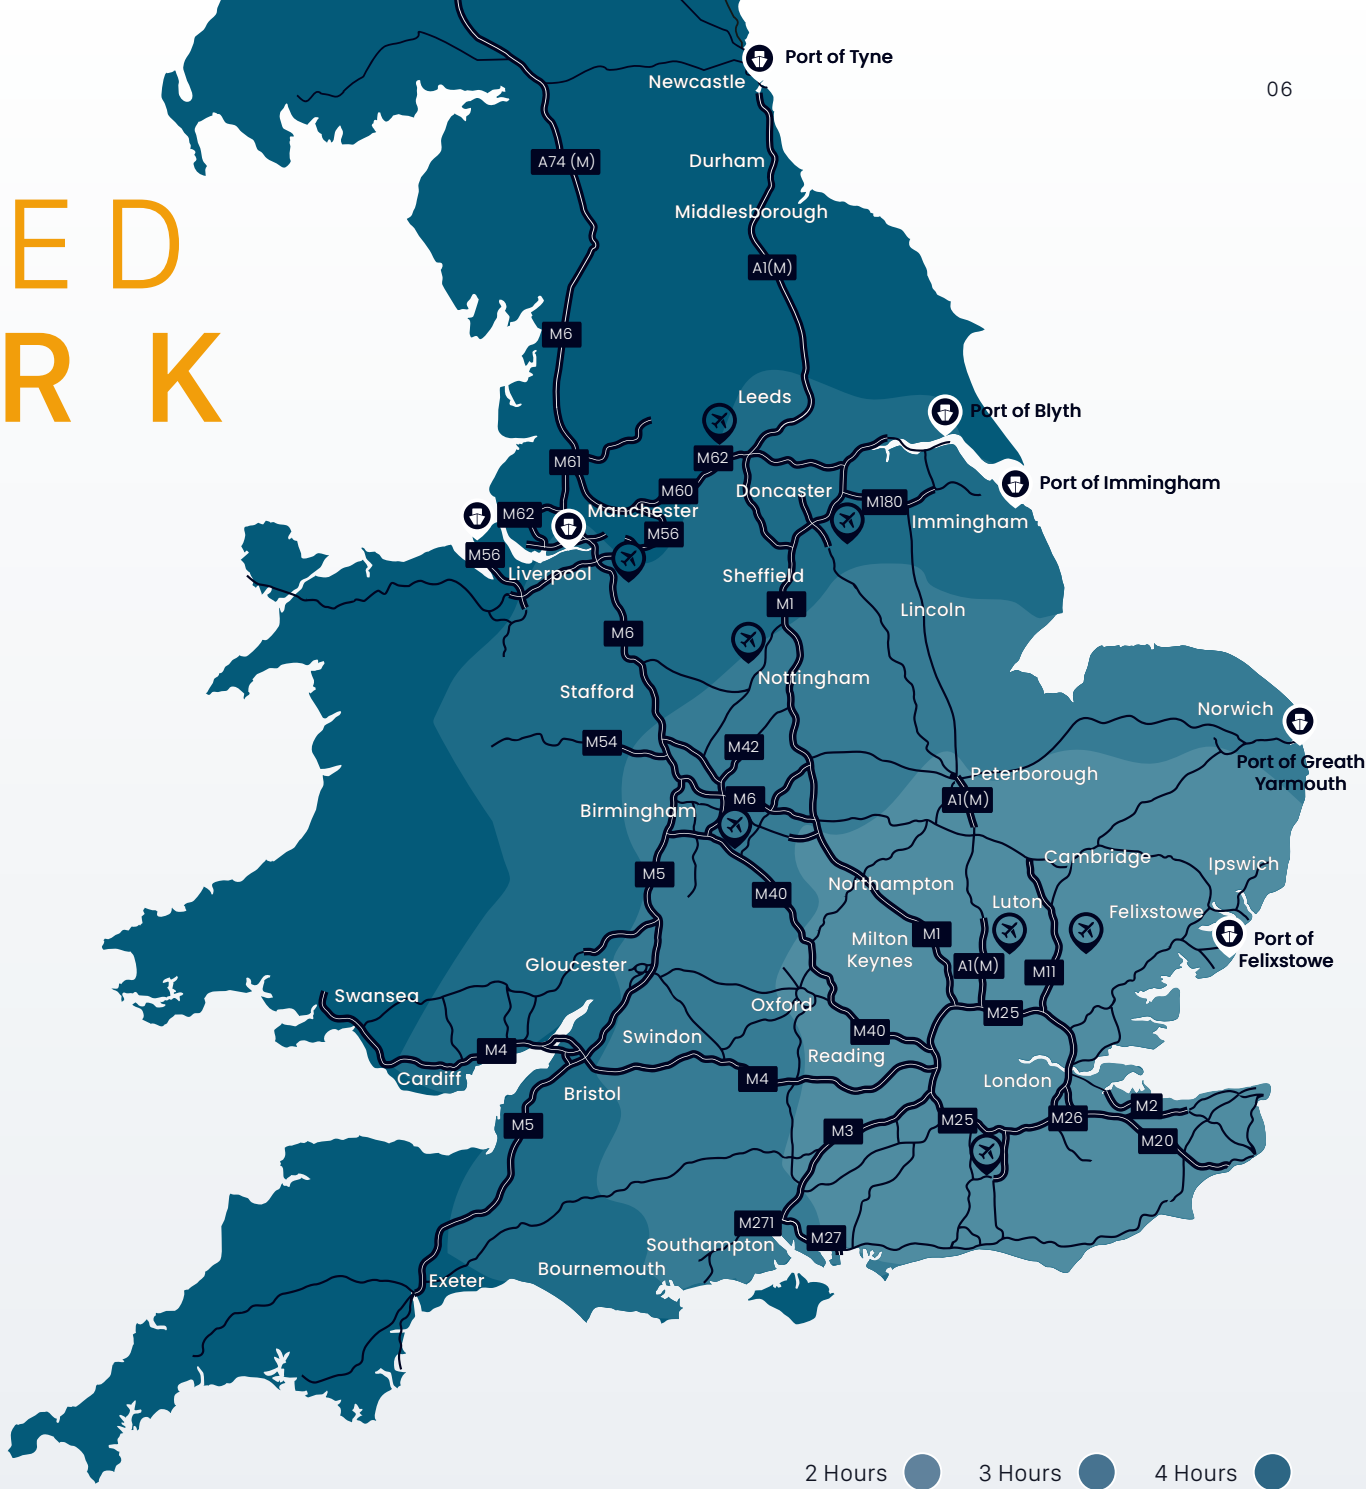 Port of Tyne
Newcastle
06
A74 (M)
Durham
ED
Middlesborough
A1(M)
M6
RK
Leeds
Port of Blyth
M61
M62
Port of Immingham
M60
Doncaster
M180
M62
Manchester
Immingham
M56
M56
Liverpool
Sheffield
M1
Lincoln
M6
Nottingham
Stafford
Norwich
M54
M42
Port of Greath
Yarmouth
Peterborough
M6
A1(M)
Birmingham
Cambridge
Ipswich
M5
M40
Northampton
Luton
Felixstowe
Milton
Keynes
M1
Port of
Felixstowe
Gloucester
A1(M)
M11
Swansea
Oxford
M25
Swindon
M40
M4
Reading
Cardiff
M4
London
Bristol
M2
M5
M3
M25
M26
M20
M271
M27
Southampton
Bournemouth
Exeter
2 Hours
3 Hours
4 Hours